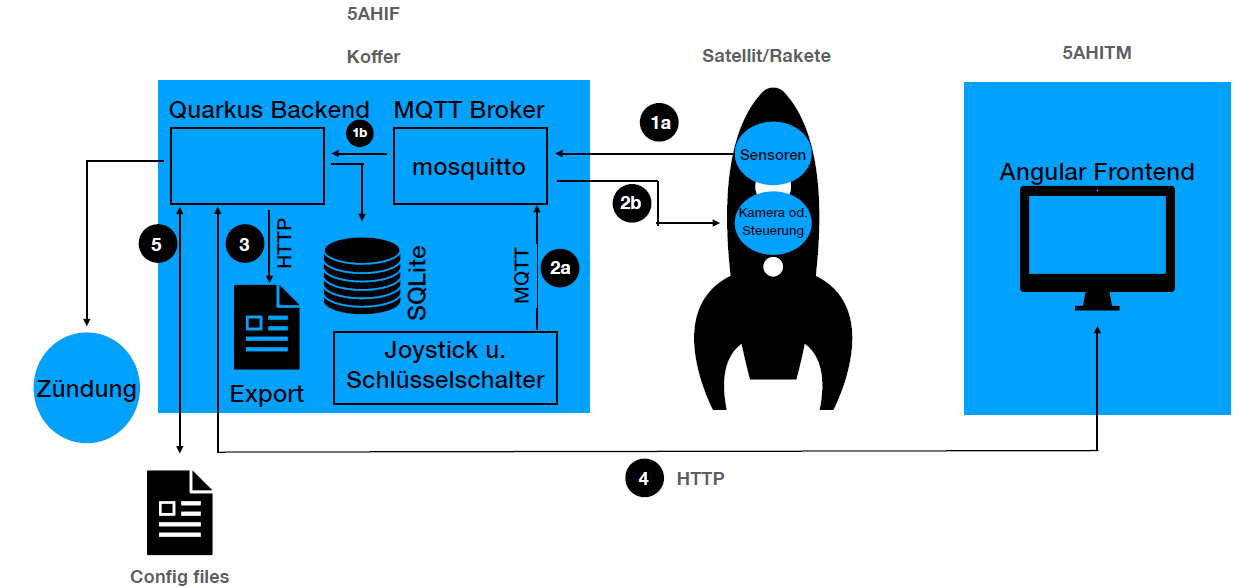 5AHIF
Koffer
Satellit/Rakete
5AHITM
Quarkus Backend
MQTT Broker
1a
1b
mosquitto
Sensoren
Angular Frontend
2b
Kamera od.
Steuerung
5
3
HTTP
SQLite
MQTT
2a
Joystick u.
Schlüsselschalter
Zündung
Export
4
HTTP
Config files